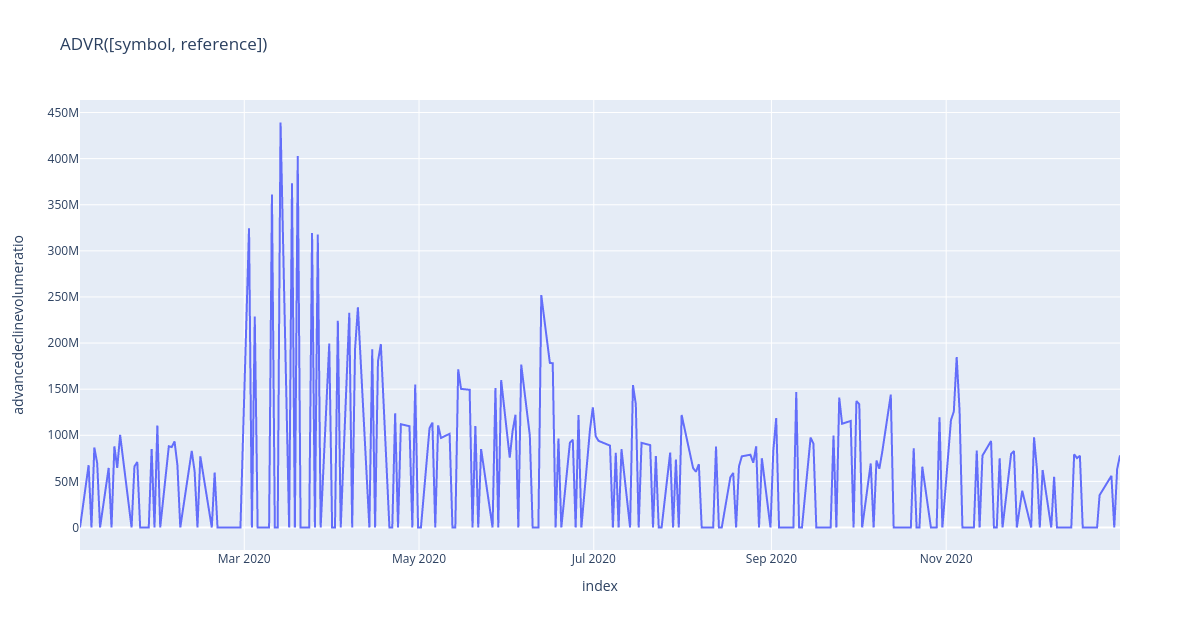 ADVR([symbol, reference])
advancedeclinevolumeratio
450M
400M
350M
300M
250M
200M
150M
100M
50M
0
Mar 2020
May 2020
Jul 2020
Sep 2020
Nov 2020
index